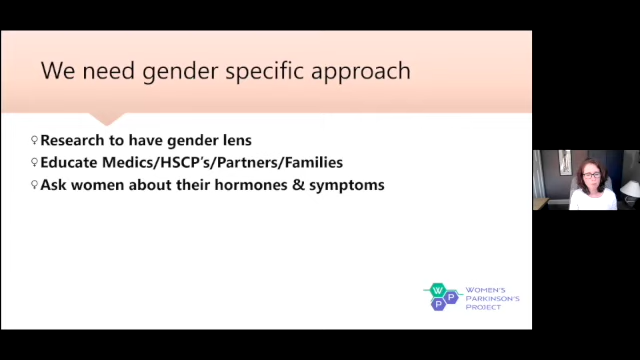 We need gender specific approach
Research to have gender lens
Educate Medics/HSCP's/Partners/Families
Ask women about their hormones & symptoms
W
P
P
WOMEN'S
PARKINSON'S
PROJECT